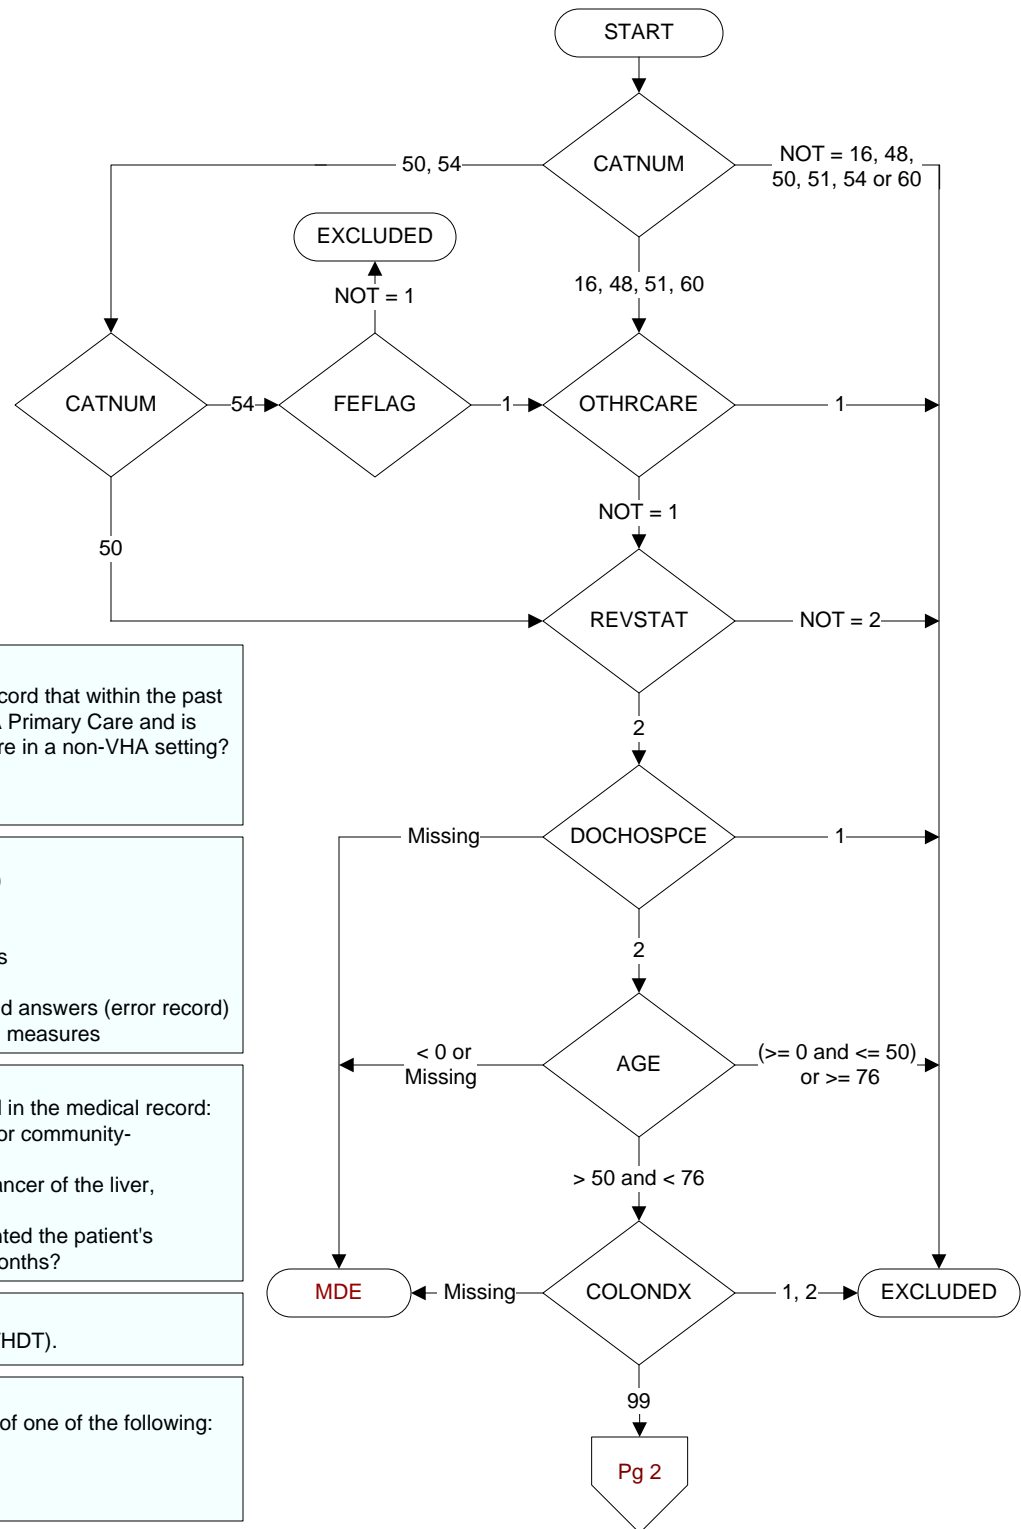 START
CATNUM
50, 54
NOT = 16, 48,
50, 51, 54 or 60
EXCLUDED
NOT = 1
16, 48, 51, 60
CATNUM
54
FEFLAG
1
OTHRCARE
1
NOT = 1
50
REVSTAT
NOT = 2
2
cord that within the past
Primary Care and is
re in a non-VHA setting?
DOCHOSPCE
Missing
1
2
s
d answers (error record)
measures
AGE
< 0 or
Missing
(>= 0 and <= 50)
or >= 76
> 50 and < 76
in the medical record:
or community-
ancer of the liver,
nted the patient's
onths?
COLONDX
Missing
MDE
1, 2
EXCLUDED
HDT).
99
of one of the following:
Pg 2